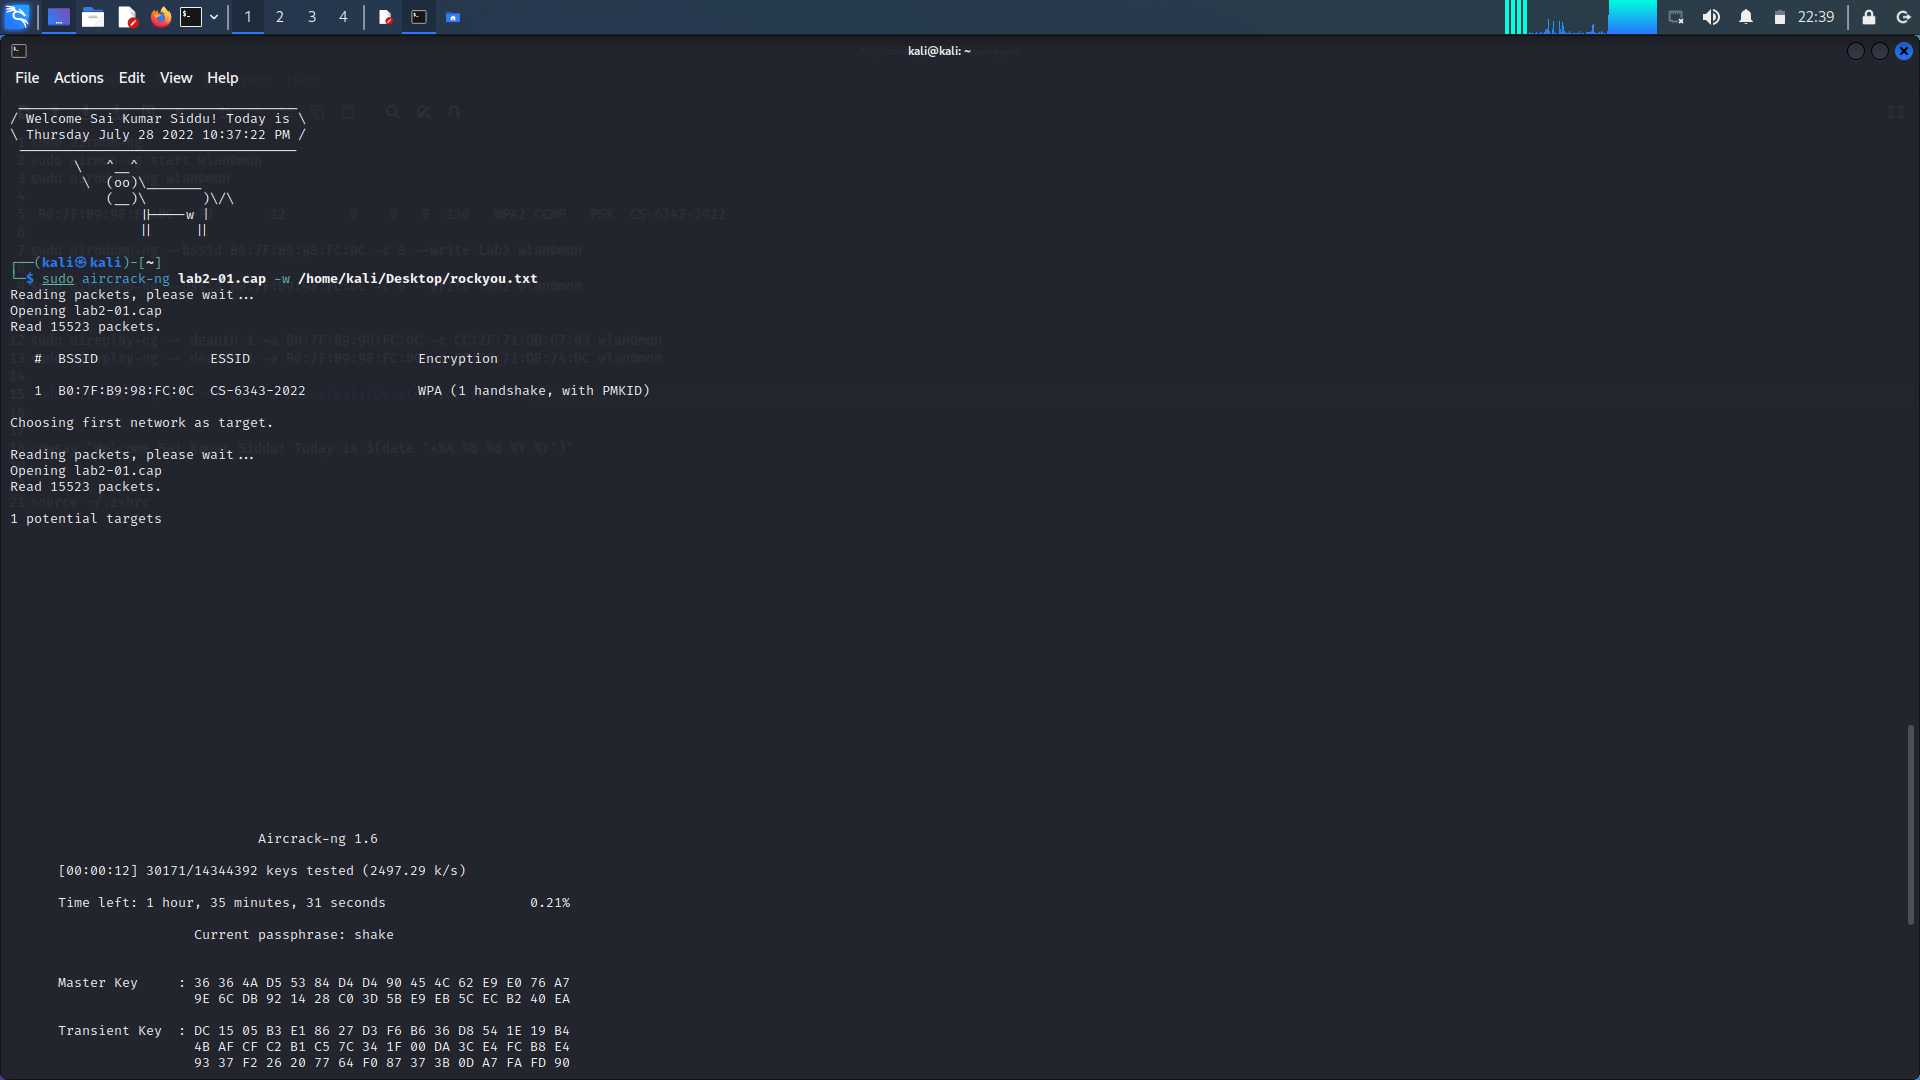 1 2 3 4 22:39
kali@kali: ~
File Actions Edit View Help
/ Welcome Sai Kumar Siddu! Today is \
\ Thursday July 28 2022 10:37:22 PM /
\ ^__^
\ (oo)\_______
(__)\ )\/\
||----w |
|| ||
┌──(kali㉿kali)-[~]
└─$ sudo aircrack-ng lab2-01.cap -w /home/kali/Desktop/rockyou.txt
Reading packets, please wait...
Opening lab2-01.cap
Read 15523 packets.
# BSSID ESSID Encryption
1 B0:7F:B9:98:FC:0C CS-6343-2022 WPA (1 handshake, with PMKID)
Choosing first network as target.
Reading packets, please wait...
Opening lab2-01.cap
Read 15523 packets.
1 potential targets
Aircrack-ng 1.6
[00:00:12] 30171/14344392 keys tested (2497.29 k/s)
Time left: 1 hour, 35 minutes, 31 seconds 0.21%
Current passphrase: shake
Master Key : 36 36 4A D5 53 84 D4 D4 90 45 4C 62 E9 E0 76 A7
9E 6C DB 92 14 28 C0 3D 5B E9 EB 5C EC B2 40 EA
Transient Key : DC 15 05 B3 E1 86 27 D3 F6 B6 36 D8 54 1E 19 B4
4B AF CF C2 B1 C5 7C 34 1F 00 DA 3C E4 FC B8 E4
93 37 F2 26 20 77 64 F0 87 37 3B 0D A7 FA FD 90